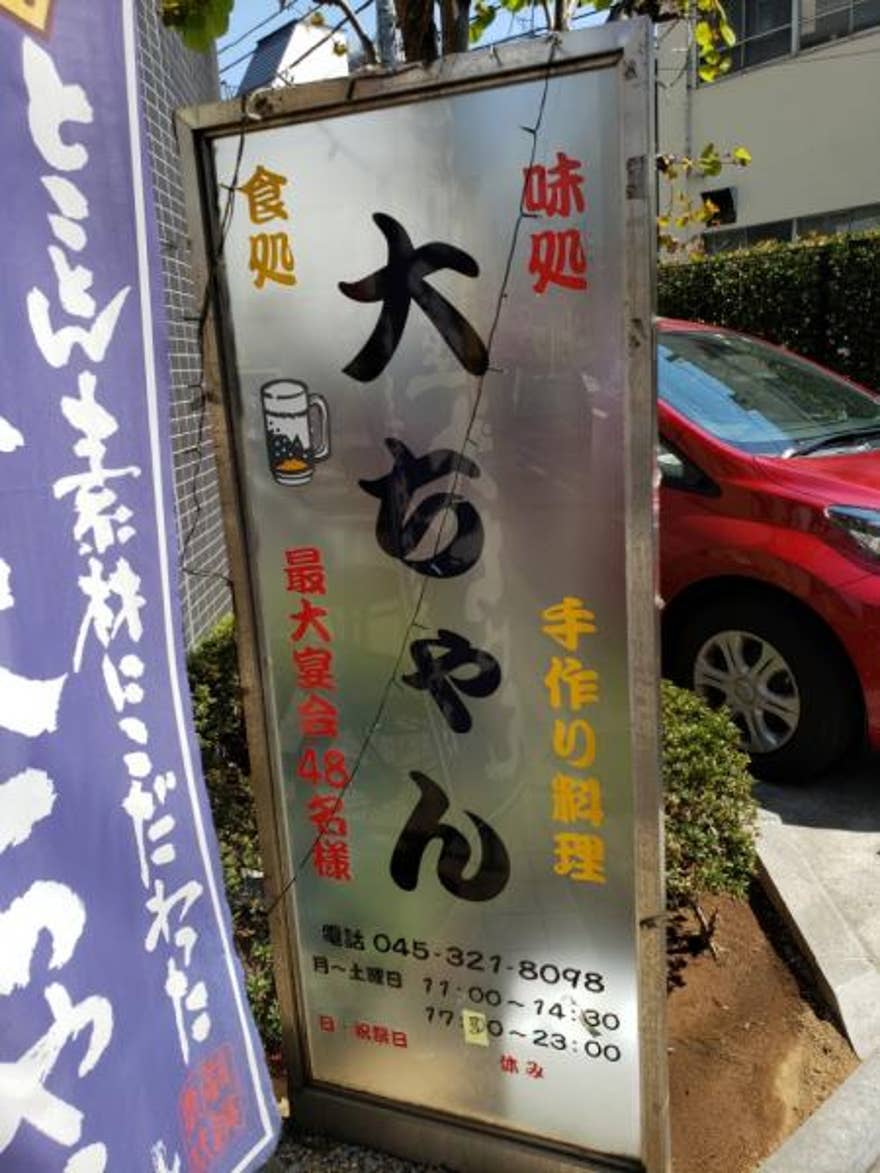 とことん素材にこだわった
味処
食処
大ちゃん
手作り料理
最大宴会48名様
電話 045-321-8098
月～土曜日 11:00～14:30
17:30～23:00
日・祝祭日 休み